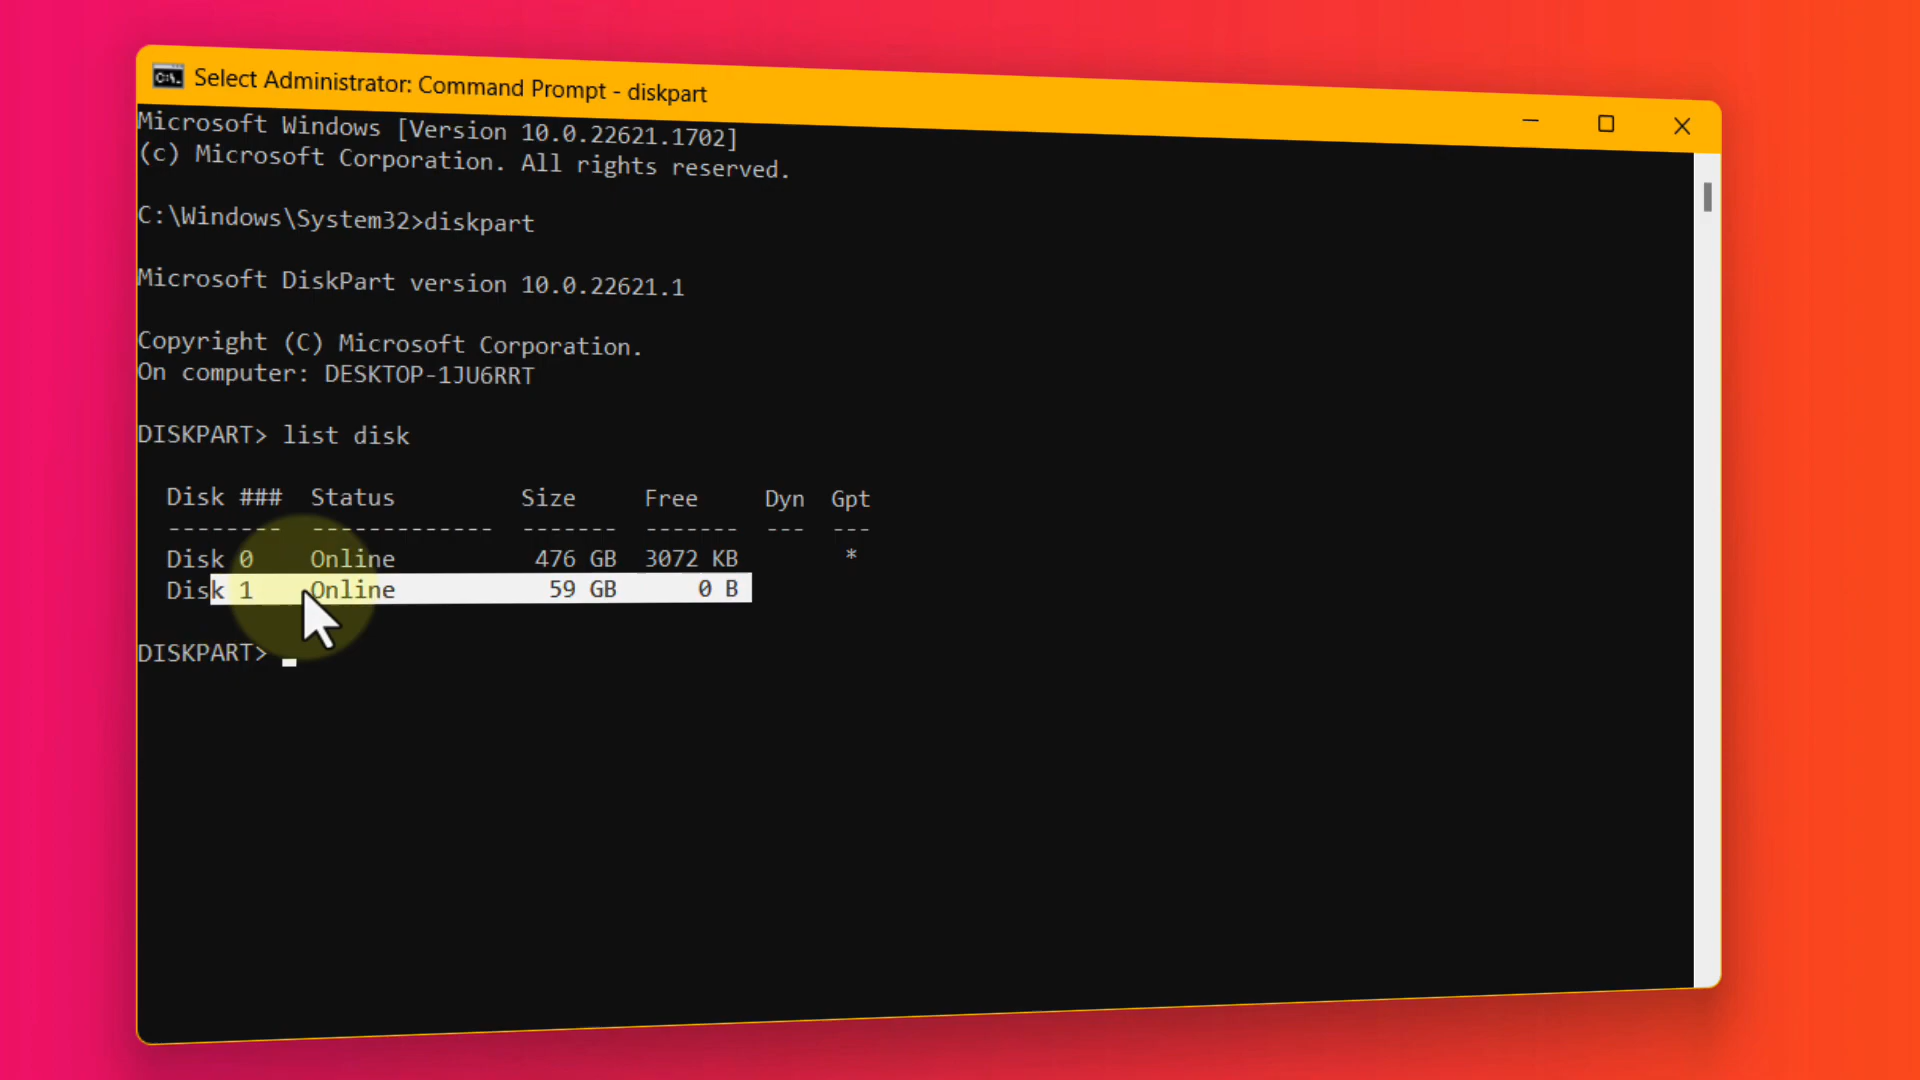 Select Administrator: Command Prompt - diskpart
Microsoft Windows [Version 10.0.22621.1702]
(c) Microsoft Corporation. All rights reserved.
C:\Windows\System32>diskpart
Microsoft DiskPart version 10.0.22621.1
Copyright (C) Microsoft Corporation.
On computer: DESKTOP-1JU6RRT
DISKPART> list disk
Disk ###  Status         Size     Free     Dyn  Gpt
--------  -------------  -------  -------  ---  ---
Disk 0    Online          476 GB  3072 KB        *
Disk 1    Online           59 GB      0 B
DISKPART>